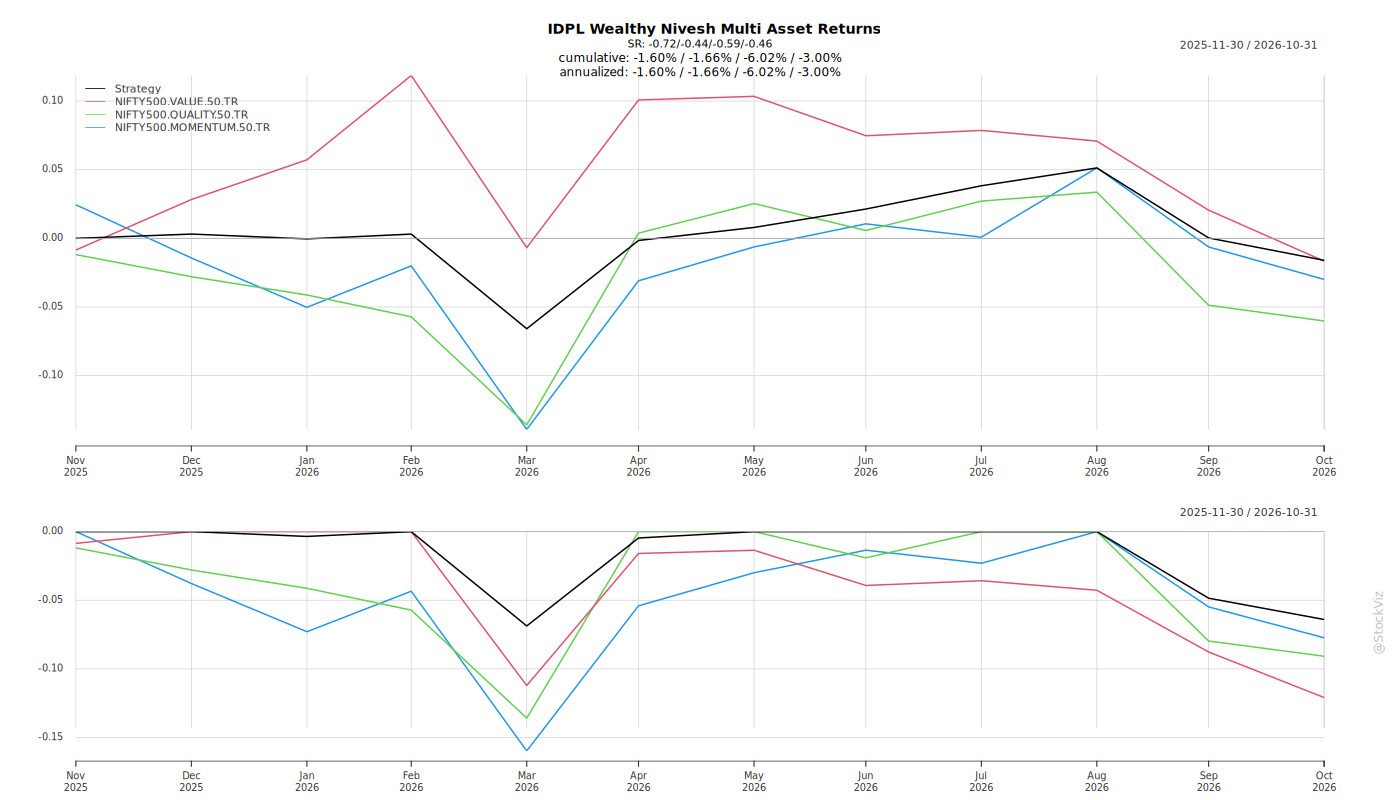 IDPL Wealthy Nivesh Multi Asset Returns
SR: -0.72/-0.44/-0.59/-0.46
cumulative: -1.60% / -1.66% / -6.02% / -3.00%
annualized: -1.60% / -1.66% / -6.02% / -3.00%
2025-11-30 / 2026-10-31
Strategy
NIFTY500.VALUE.50.TR
NIFTY500.QUALITY.50.TR
NIFTY500.MOMENTUM.50.TR
0.10
0.05
0.00
-0.05
-0.10
Nov Dec Jan Feb Mar Apr May Jun Jul Aug Sep Oct
2025 2025 2026 2026 2026 2026 2026 2026 2026 2026 2026 2026
2025-11-30 / 2026-10-31
0.00
-0.05
-0.10
-0.15
Nov Dec Jan Feb Mar Apr May Jun Jul Aug Sep Oct
2025 2025 2026 2026 2026 2026 2026 2026 2026 2026 2026 2026
@StockViz